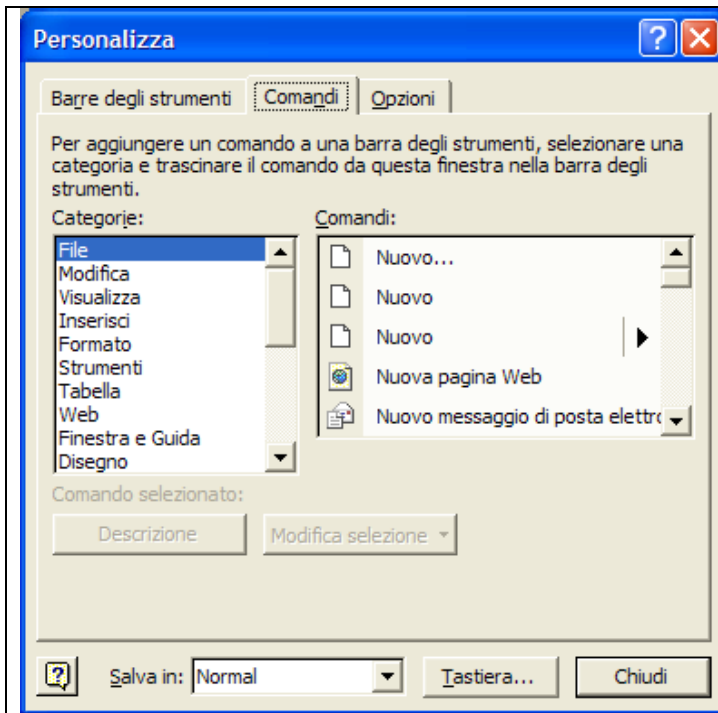 Personalizza
Barre degli strumenti
Comandi
Opzioni
Per aggiungere un comando a una barra degli strumenti, selezionare una
categoria e trascinare il comando da questa finestra nella barra degli
strumenti.
Categorie:
File
Modifica
Visualizza
Inserisci
Formato
Strumenti
Tabella
Web
Finestra e Guida
Disegno
Comandi:
Nuovo...
Nuovo
Nuovo
Nuova pagina Web
Nuovo messaggio di posta elettro
Comando selezionato:
Descrizione
Modifica selezione
Salva in: Normal
Tastiera...
Chiudi